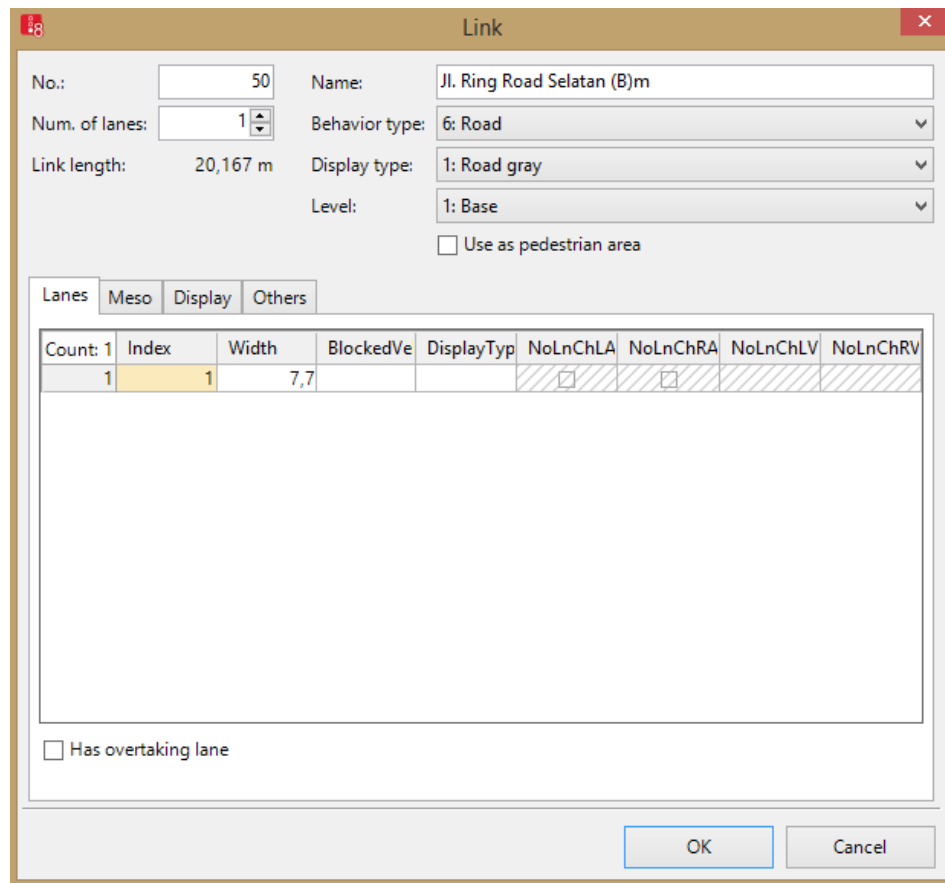 Link
No.: 50 Name: Jl. Ring Road Selatan (B)m
Num. of lanes: 1 Behavior type: 6: Road
Link length: 20,167 m Display type: 1: Road gray
Level: 1: Base
Use as pedestrian area
Lanes Meso Display Others
Count: 1 Index Width BlockedVe DisplayTyp NoLnChLA NoLnChRA NoLnChLV NoLnChRV
1 1 7,7
Has overtaking lane
OK Cancel